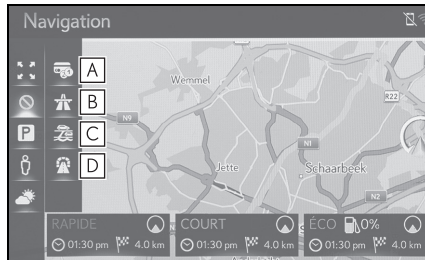 Navigation
A
B
C
D
Wemmel
R22
N9
N1
Jette
Schaarbeek
N2
RAPIDE
COURT
ÉCO 0%
01:30 pm 4.0 km
01:30 pm 4.0 km
01:30 pm 4.0 km